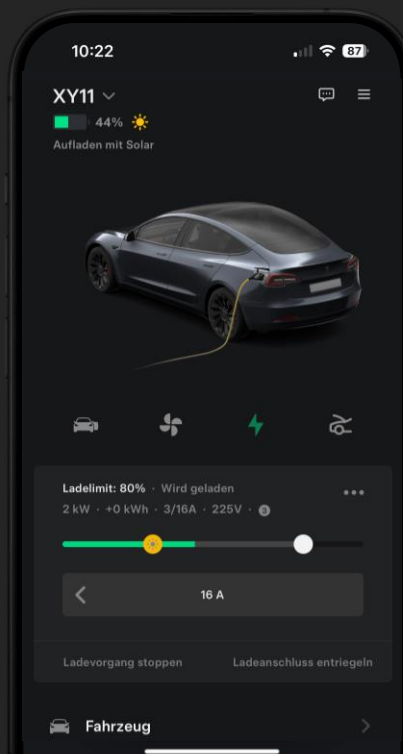 10:22
87
XY11
44%
Aufladen mit Solar
Ladelimit: 80% · Wird geladen
2 kW · +0 kWh · 3/16A · 225V · 3
16 A
Ladevorgang stoppen
Ladeanschluss entriegeln
Fahrzeug